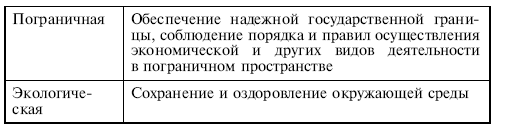 Пограничная
Обеспечение надежной государственной грани-
цы, соблюдение порядка и правил осуществления
экономической и других видов деятельности
в пограничном пространстве
Экологиче-
ская
Сохранение и оздоровление окружающей среды